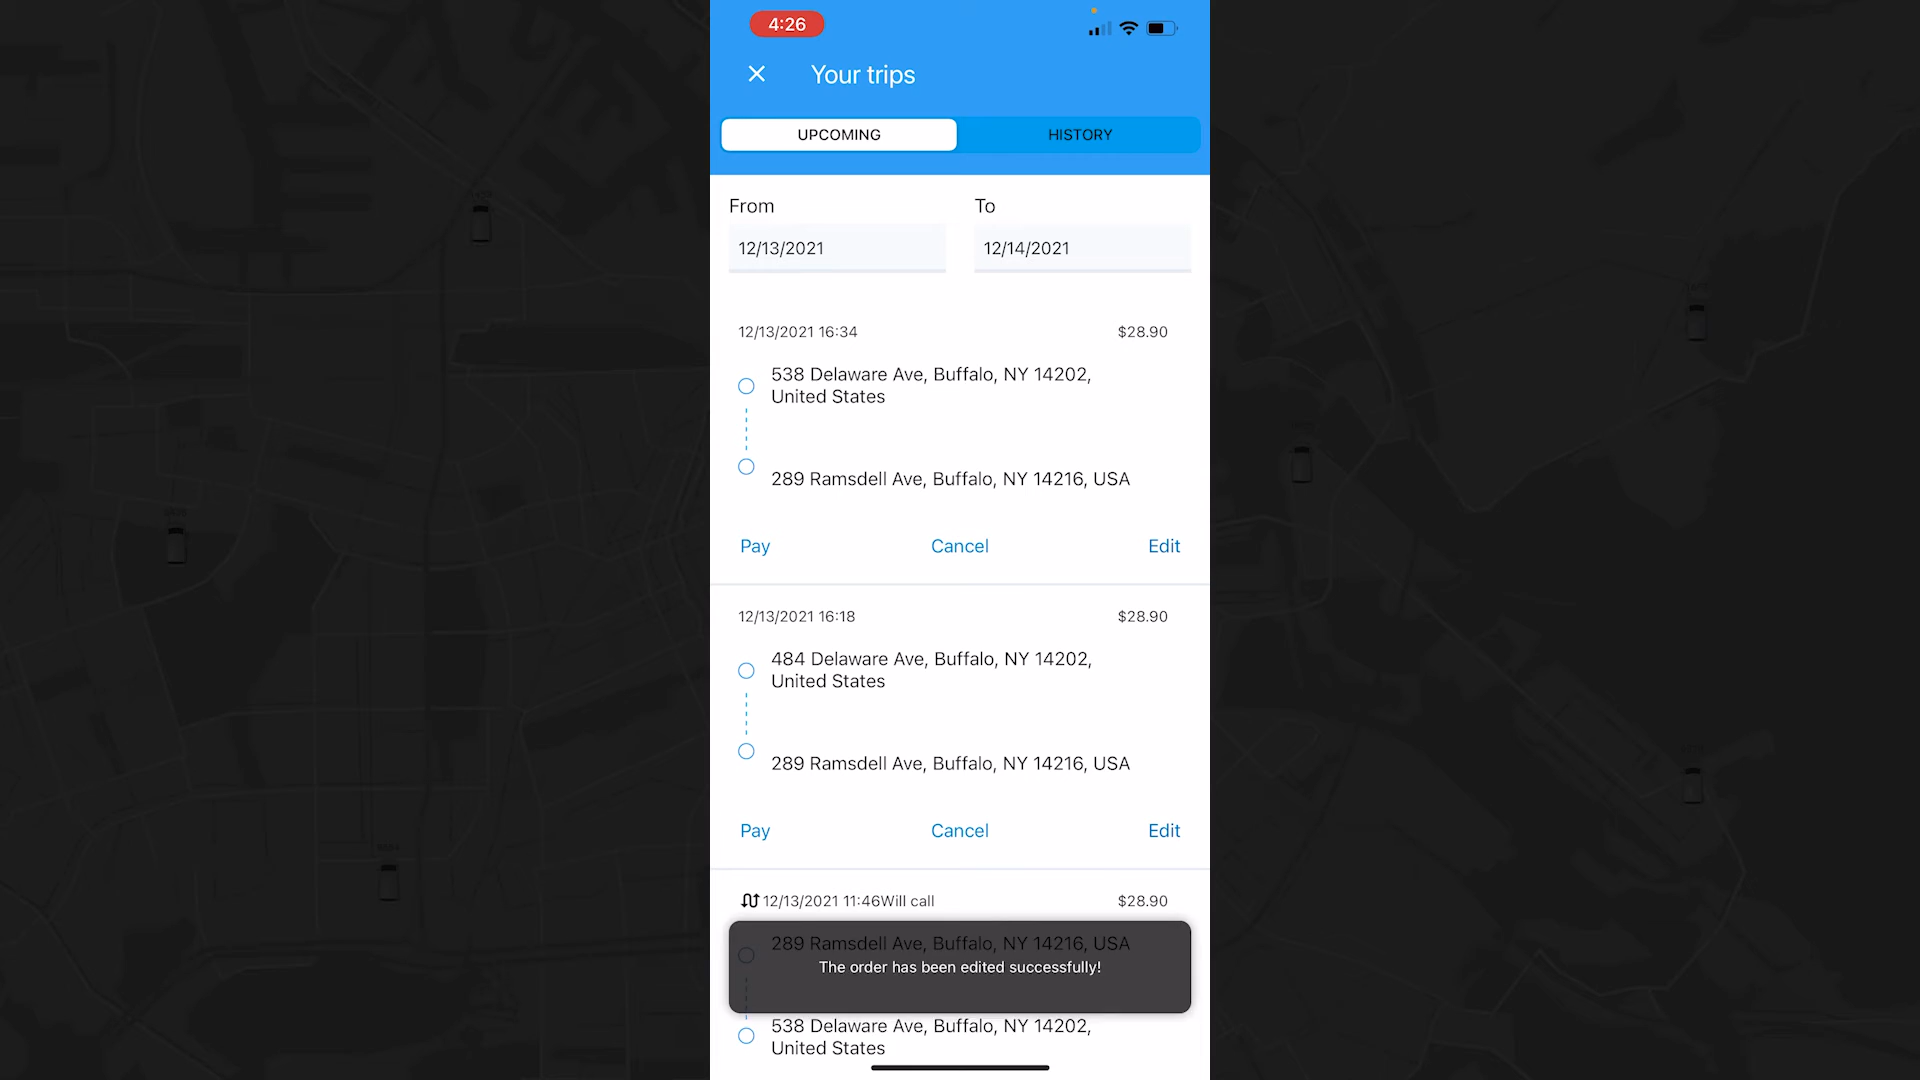 4:26
Your trips
UPCOMING
HISTORY
From
To
12/13/2021
12/14/2021
12/13/2021 16:34
$28.90
538 Delaware Ave, Buffalo, NY 14202,
United States
289 Ramsdell Ave, Buffalo, NY 14216, USA
Pay
Cancel
Edit
12/13/2021 16:18
$28.90
484 Delaware Ave, Buffalo, NY 14202,
United States
289 Ramsdell Ave, Buffalo, NY 14216, USA
Pay
Cancel
Edit
12/13/2021 11:46Will call
$28.90
289 Ramsdell Ave, Buffalo, NY 14216, USA
The order has been edited successfully!
538 Delaware Ave, Buffalo, NY 14202,
United States